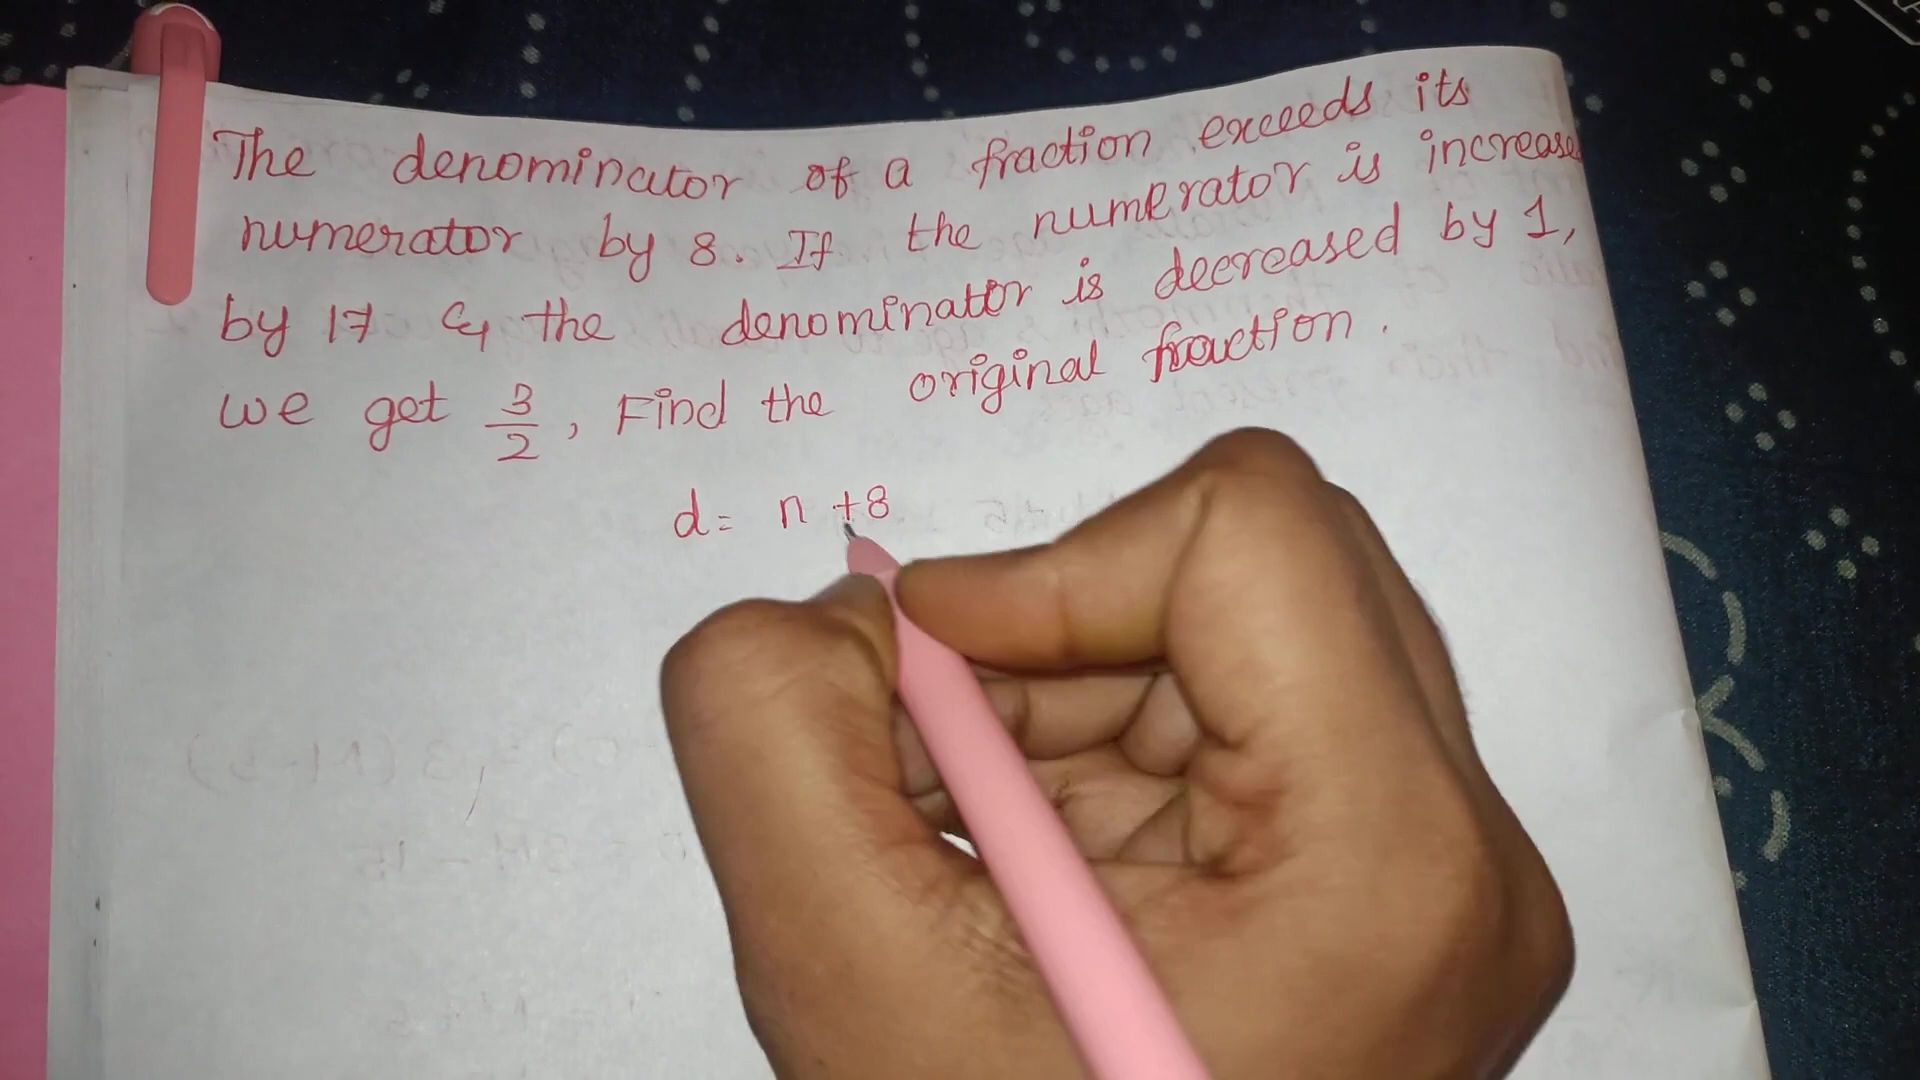 The denominator of a fraction exceeds its
numerator by 8. If the numerator is increase
by 17 & the denominator is decreased by 1,
we get 3/2, Find the original fraction.
d= n +8